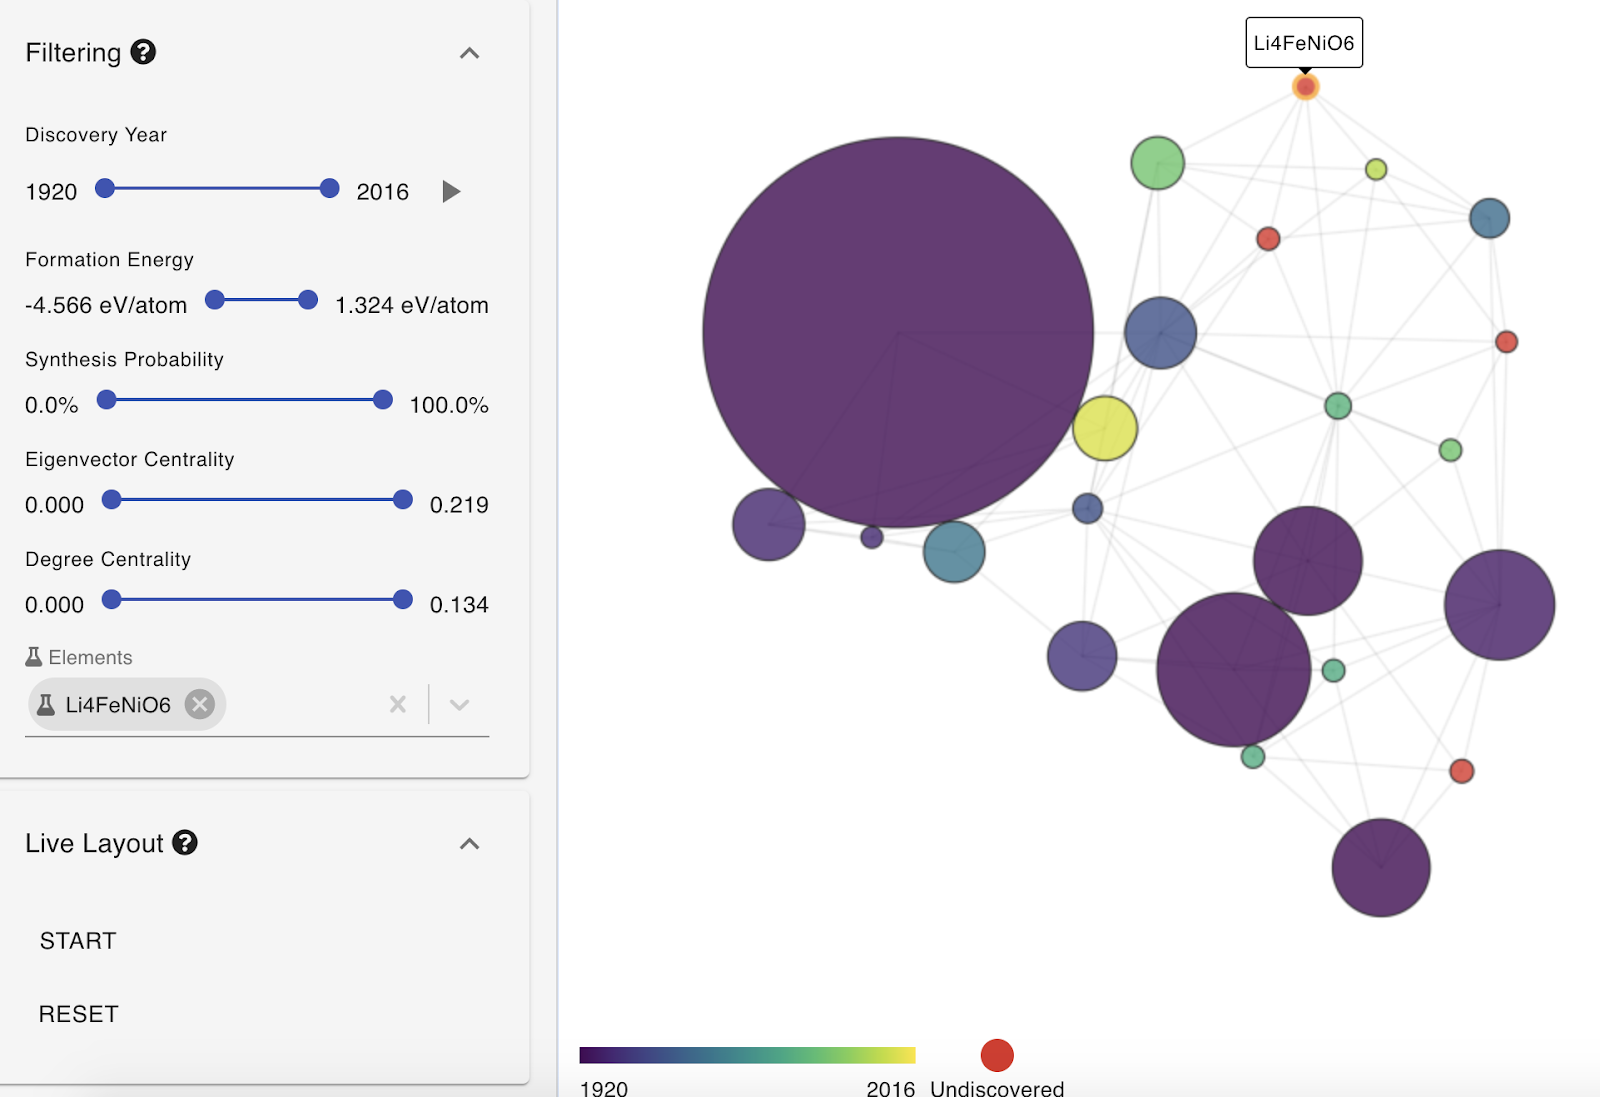 Filtering ?
Discovery Year
1920 2016
Formation Energy
-4.566 eV/atom 1.324 eV/atom
Synthesis Probability
0.0% 100.0%
Eigenvector Centrality
0.000 0.219
Degree Centrality
0.000 0.134
Elements
Li4FeNiO6
Live Layout ?
START
RESET
Li4FeNiO6
1920 2016 Undiscovered